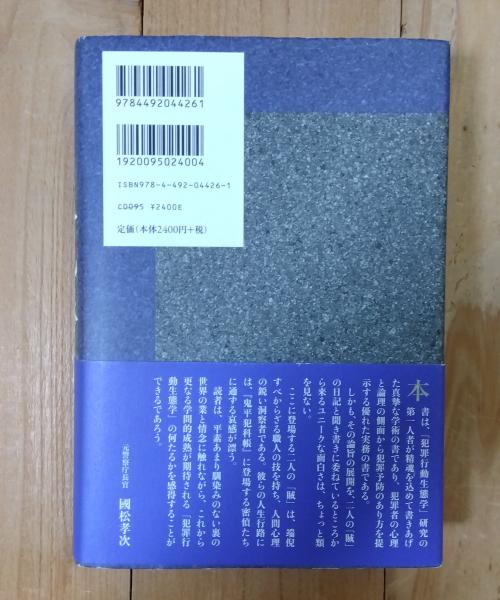 9784492044261
1920095024004
ISBN978-4-492-04426-1
C0095 ¥2400E
定価(本体2400円+税)
本書は、「犯罪行動生態学」研究の
第一人者が精魂を込めて書きあげ
た真摯な学術の書であり、犯罪者の心理
と論理の側面から犯罪予防のあり方を提
示する優れた実務の書である。
しかも、その論旨の展開を、二人の「賊」
の日記と聞き書きに委ねているところか
ら来るユニークな面白さは、ちょっと類
を見ない。
ここに登場する二人の「賊」は、端倪
すべからざる職人の技を持ち、人間心理
の鋭い洞察者である。彼らの人生行路に
は、『鬼平犯科帳』に登場する密偵たち
に通ずる哀感が漂う。
読者は、平素あまり馴染みのない裏の
世界の業と情念に触れながら、これから
更なる学問的成熟が期待される「犯罪行
動生態学」の何たるかを感得することが
できるであろう。
元警察庁長官 國松孝次